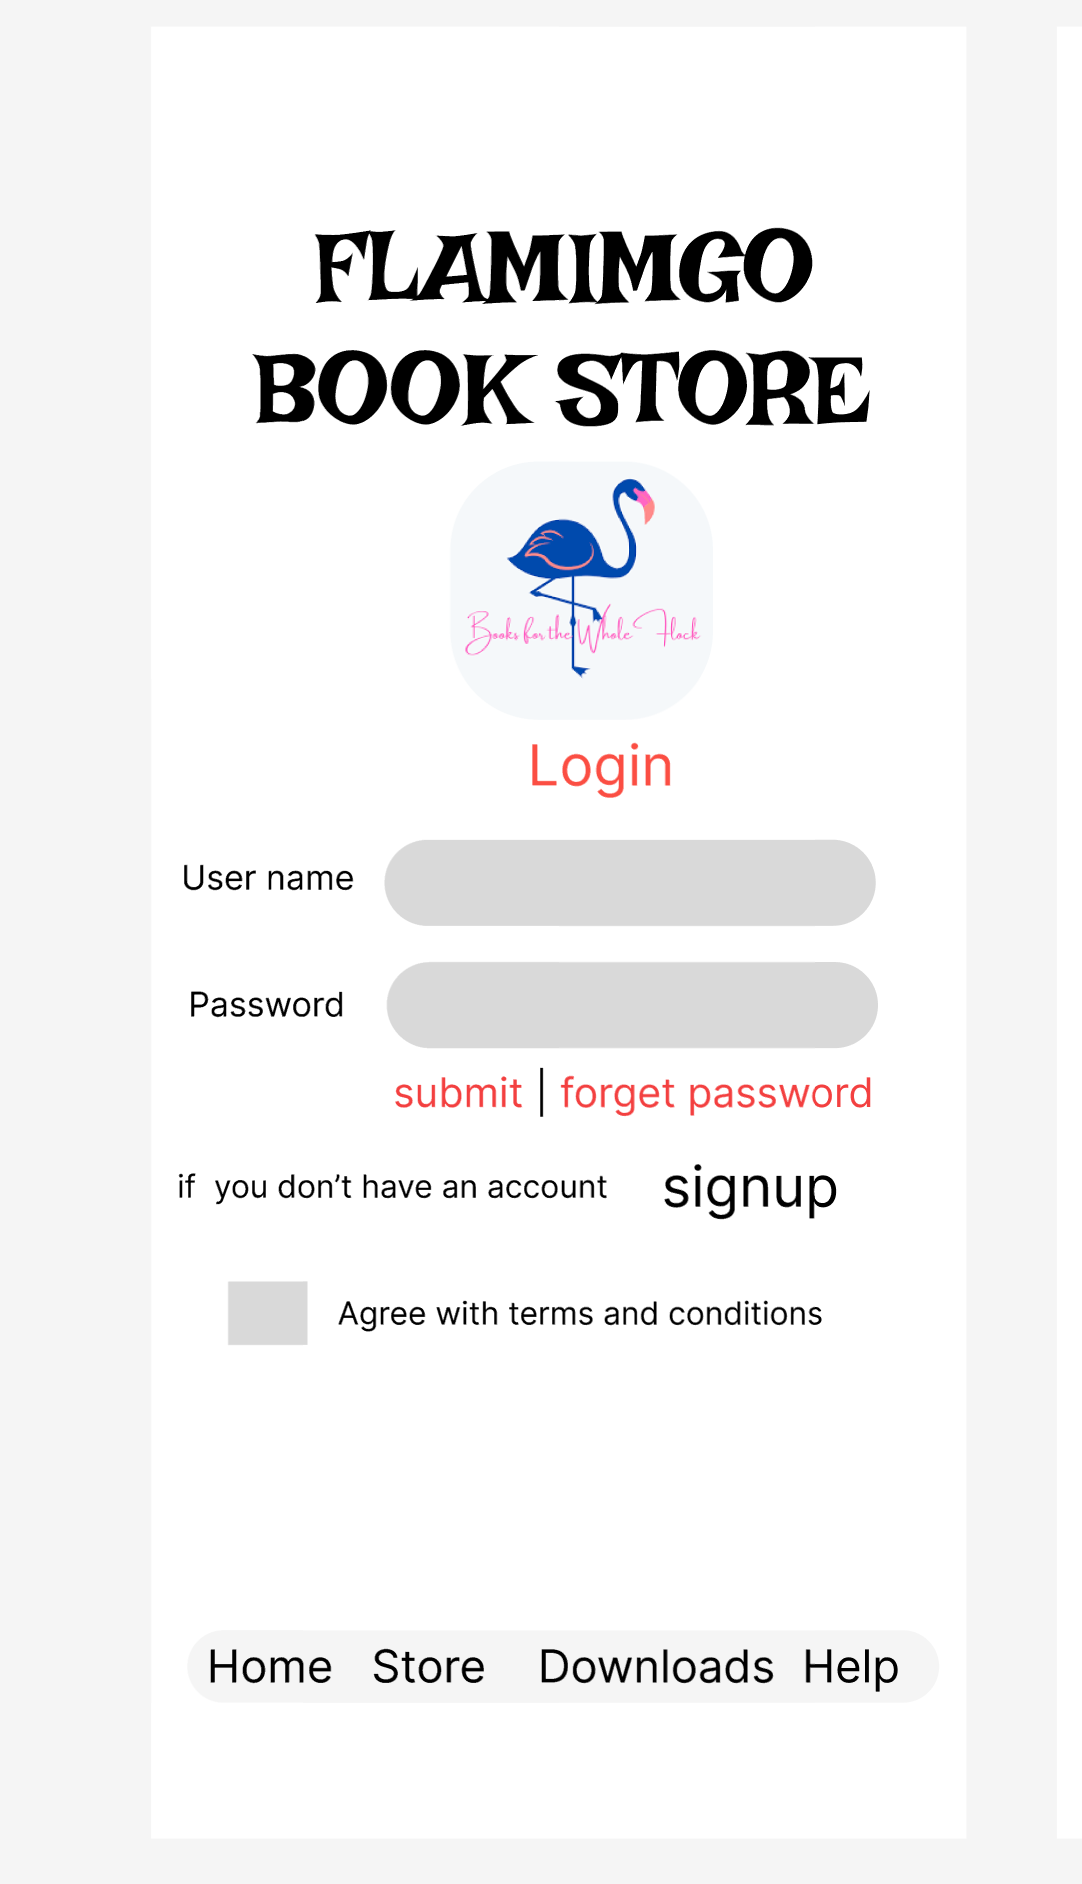 FLAMIMGO
BOOK STORE
Books for the Whole Flock
Login
User name
Password
submit | forget password
if you don’t have an account signup
Agree with terms and conditions
Home Store Downloads Help